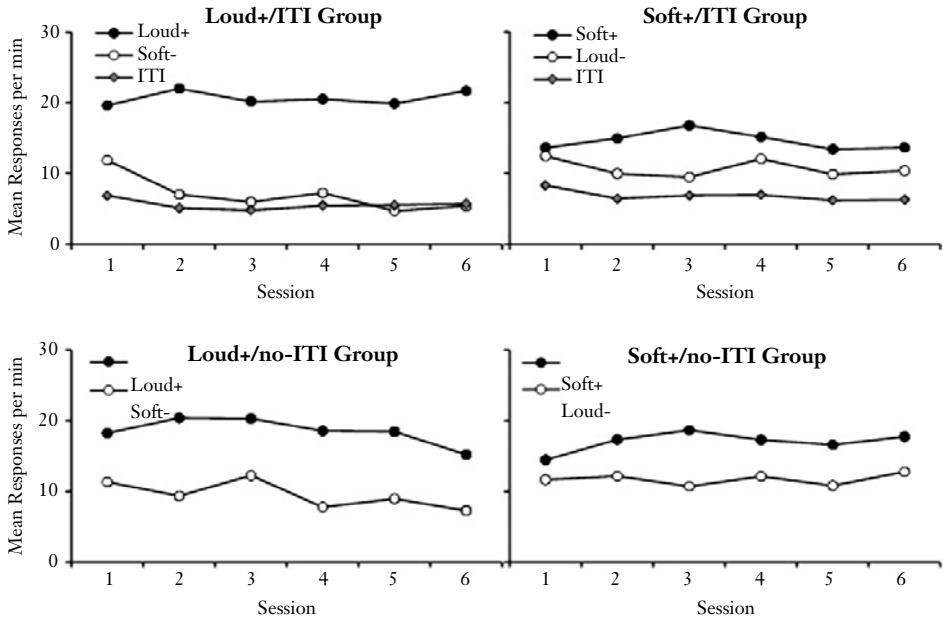 Loud+/ITI Group
Mean Responses per min
30
20
10
0
Loud+
Soft-
ITI
1 2 3 4 5 6
Session
Soft+/ITI Group
Soft+
Loud-
ITI
1 2 3 4 5 6
Session
Loud+/no-ITI Group
Mean Responses per min
30
20
10
0
Loud+
Soft-
1 2 3 4 5 6
Session
Soft+/no-ITI Group
Soft+
Loud-
1 2 3 4 5 6
Session